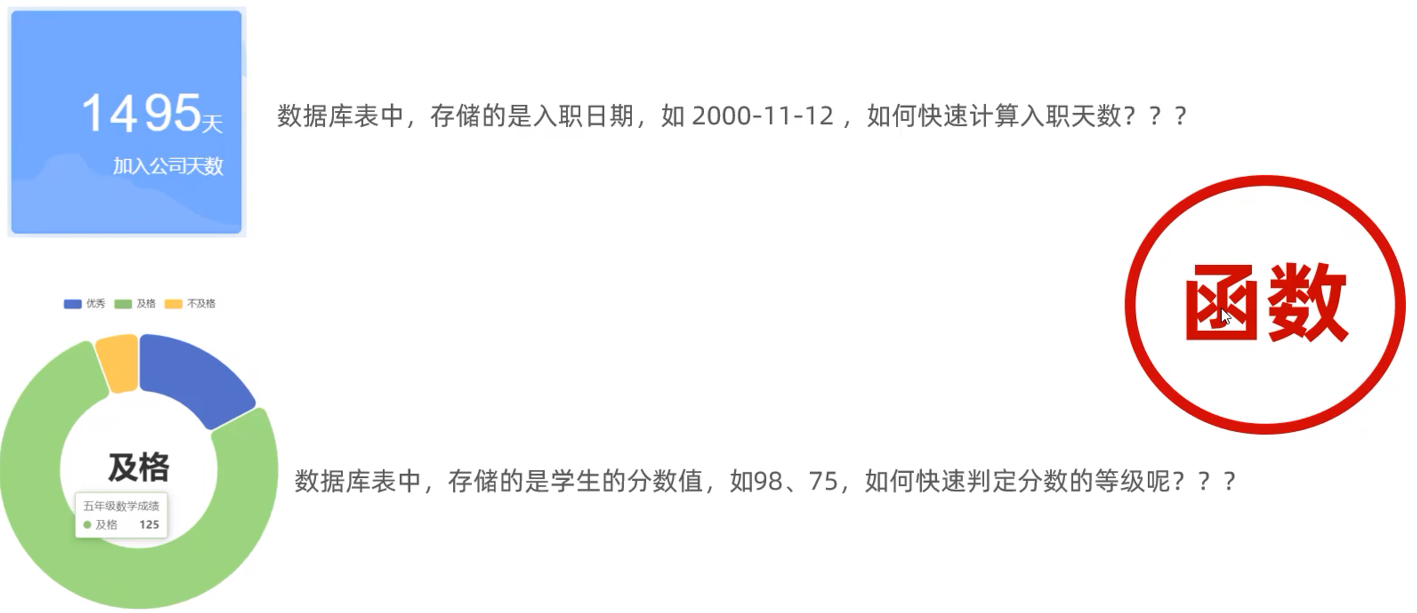 1495天
加入公司天数
数据库表中，存储的是入职日期，如 2000-11-12 ，如何快速计算入职天数？？？
函数
优秀 及格 不及格
及格
五年级数学成绩
及格 125
数据库表中，存储的是学生的分数值，如98、75，如何快速判定分数的等级呢？？？